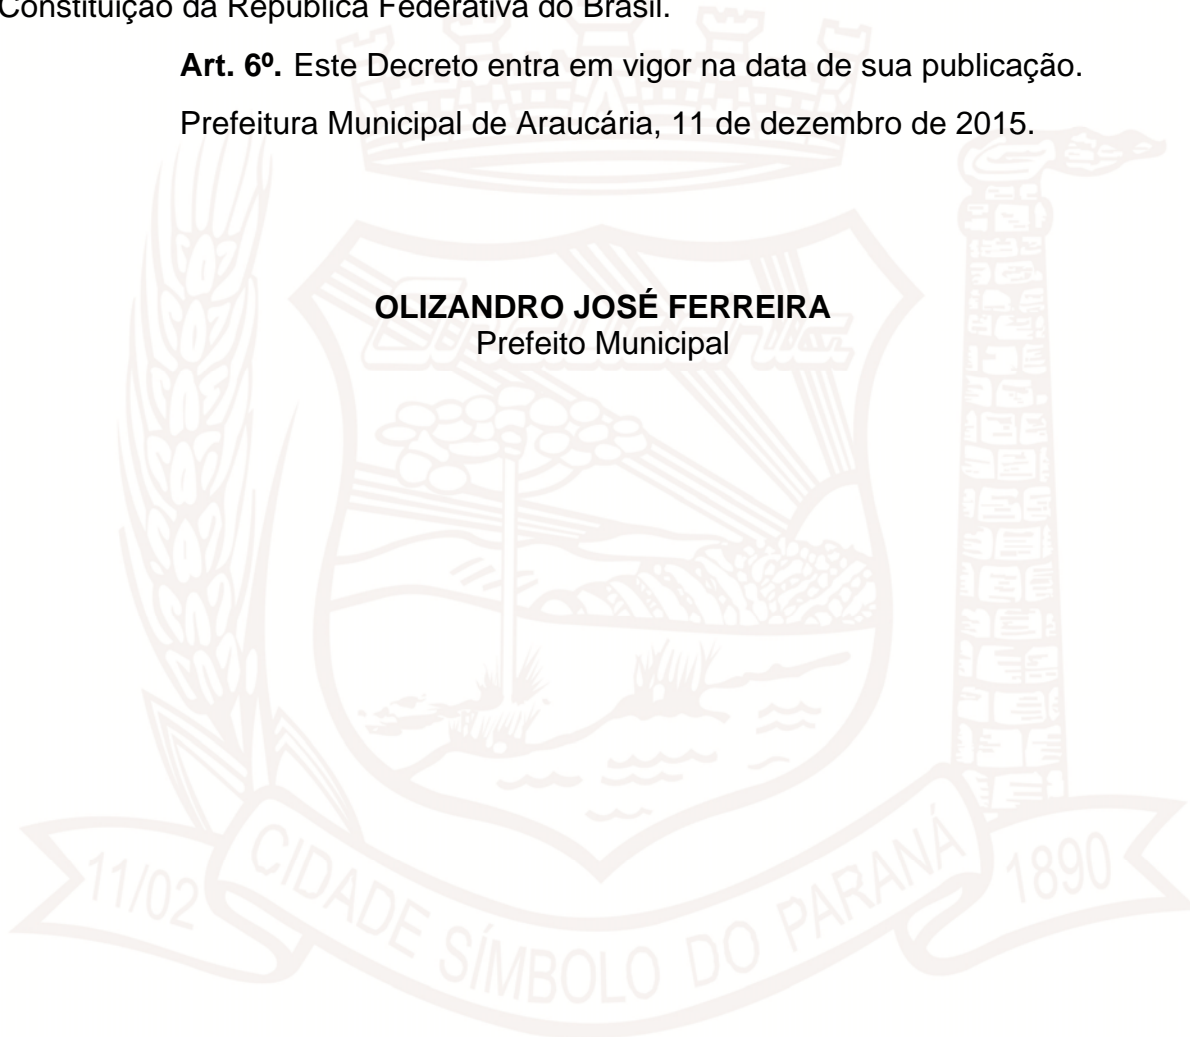 Constituição da República Federativa do Brasil.
Art. 6º. Este Decreto entra em vigor na data de sua publicação.
Prefeitura Municipal de Araucária, 11 de dezembro de 2015.
OLIZANDRO JOSÉ FERREIRA
Prefeito Municipal
11/02
CIDADE SÍMBOLO DO PARANÁ
1890